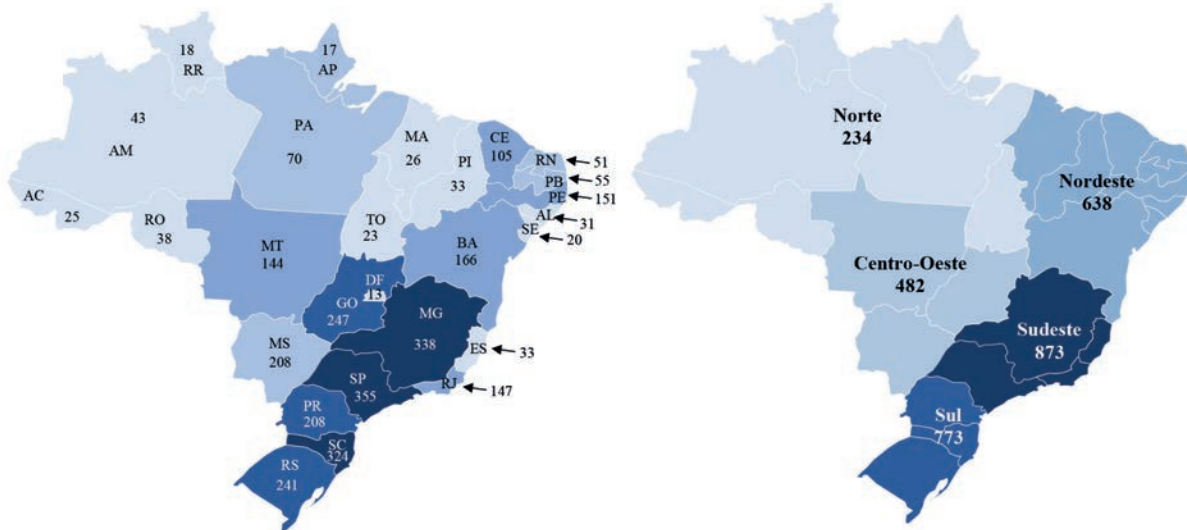 18
RR
17
AP
43
AM
PA
70
MA
26
PI
33
CE
105
RN
51
PB
55
PE
151
AL
31
SE
20
AC
25
RO
38
TO
23
MT
144
BA
166
DF
13
GO
247
MG
338
MS
208
ES
33
SP
355
RJ
147
PR
208
SC
324
RS
241
Norte
234
Nordeste
638
Centro-Oeste
482
Sudeste
873
Sul
773